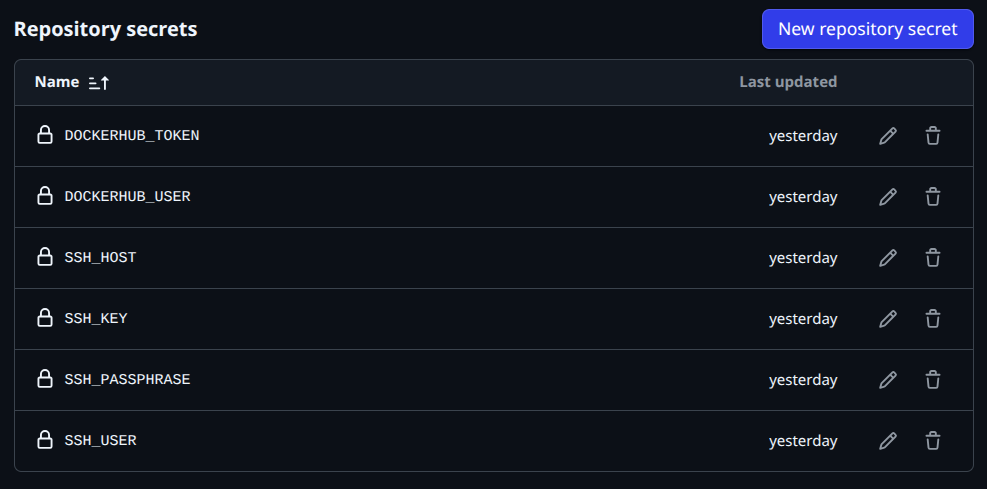 Repository secrets
New repository secret
Name Last updated
DOCKERHUB_TOKEN yesterday
DOCKERHUB_USER yesterday
SSH_HOST yesterday
SSH_KEY yesterday
SSH_PASSPHRASE yesterday
SSH_USER yesterday